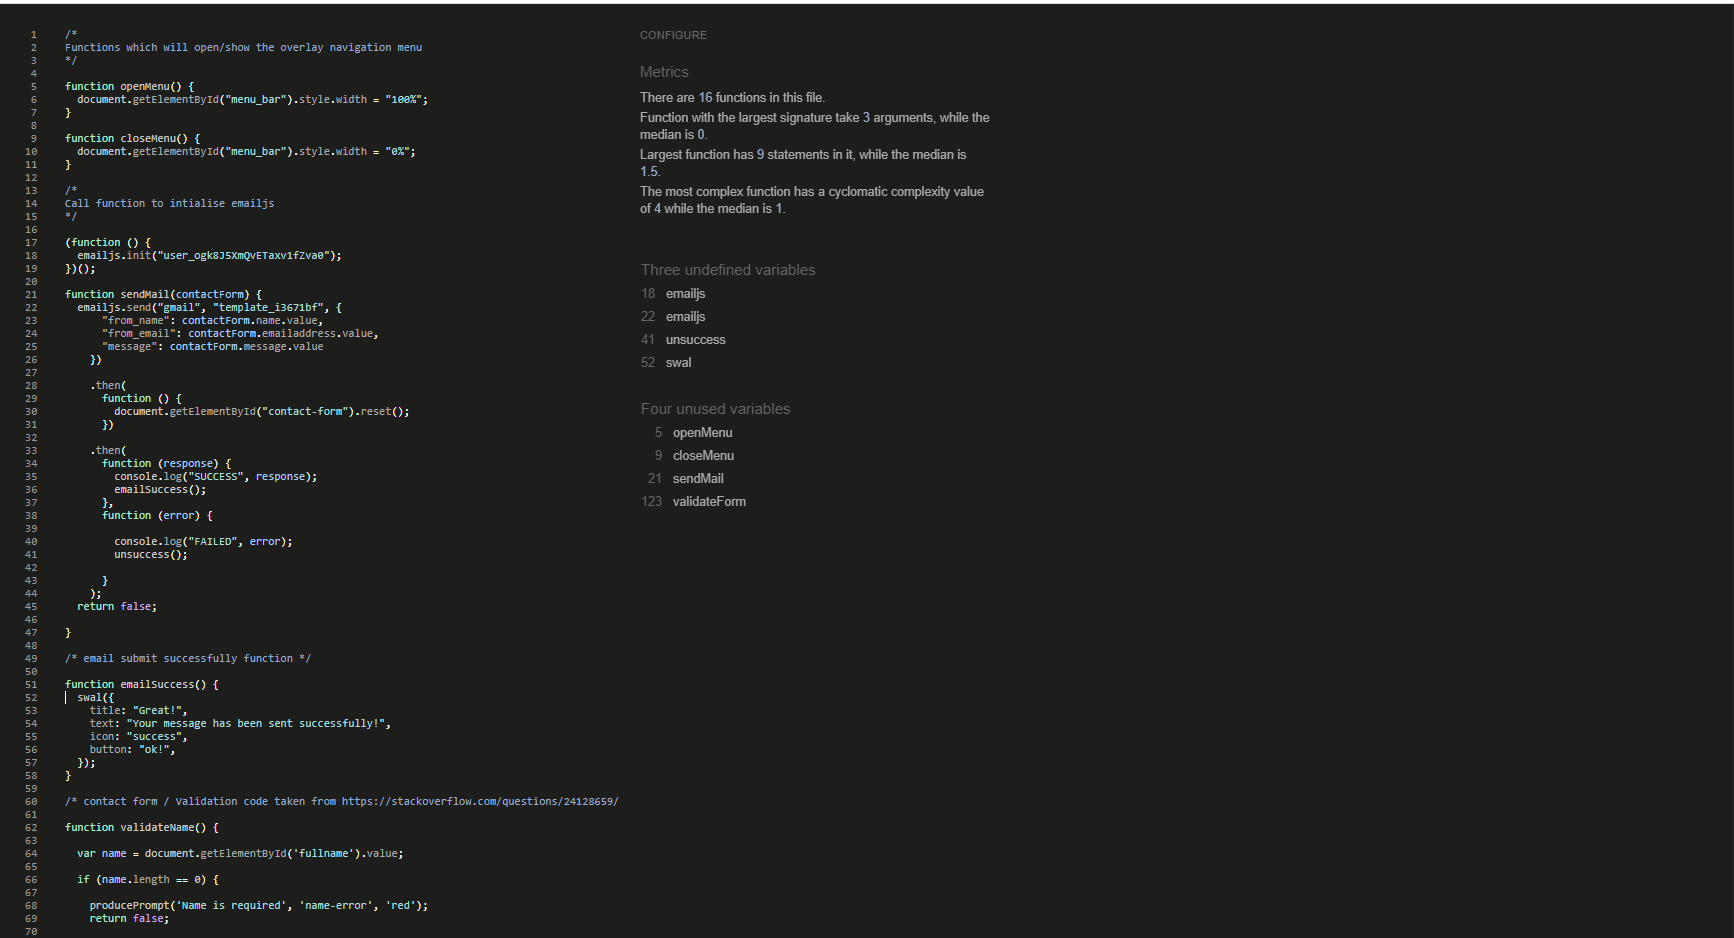 1 /*
2 Functions which will open/show the overlay navigation menu
3 */
4
5 function openMenu() {
6 document.getElementById("menu_bar").style.width = "100%";
7 }
8
9 function closeMenu() {
10 document.getElementById("menu_bar").style.width = "0%";
11 }
12
13 /*
14 Call function to intialise emailjs
15 */
16
17 (function () {
18 emailjs.init("user_ogk8J5XmQvETaxv1fZva0");
19 })();
20
21 function sendMail(contactForm) {
22 emailjs.send("gmail", "template_i3671bf", {
23 "from_name": contactForm.name.value,
24 "from_email": contactForm.emailaddress.value,
25 "message": contactForm.message.value
26 })
27
28 .then(
29 function () {
30 document.getElementById("contact-form").reset();
31 })
32
33 .then(
34 function (response) {
35 console.log("SUCCESS", response);
36 emailSuccess();
37 },
38 function (error) {
39
40 console.log("FAILED", error);
41 unsuccess();
42
43 }
44 );
45 return false;
46
47 }
48
49 /* email submit successfully function */
50
51 function emailSuccess() {
52 swal({
53 title: "Great!",
54 text: "Your message has been sent successfully!",
55 icon: "success",
56 button: "ok!",
57 });
58 }
59
60 /* contact form / Validation code taken from https://stackoverflow.com/questions/24128659/
61
62 function validateName() {
63
64 var name = document.getElementById('fullname').value;
65
66 if (name.length == 0) {
67
68 producePrompt('Name is required', 'name-error', 'red');
69 return false;
70
CONFIGURE
Metrics
There are 16 functions in this file.
Function with the largest signature take 3 arguments, while the
median is 0.
Largest function has 9 statements in it, while the median is
1.5.
The most complex function has a cyclomatic complexity value
of 4 while the median is 1.
Three undefined variables
18 emailjs
22 emailjs
41 unsuccess
52 swal
Four unused variables
5 openMenu
9 closeMenu
21 sendMail
123 validateForm